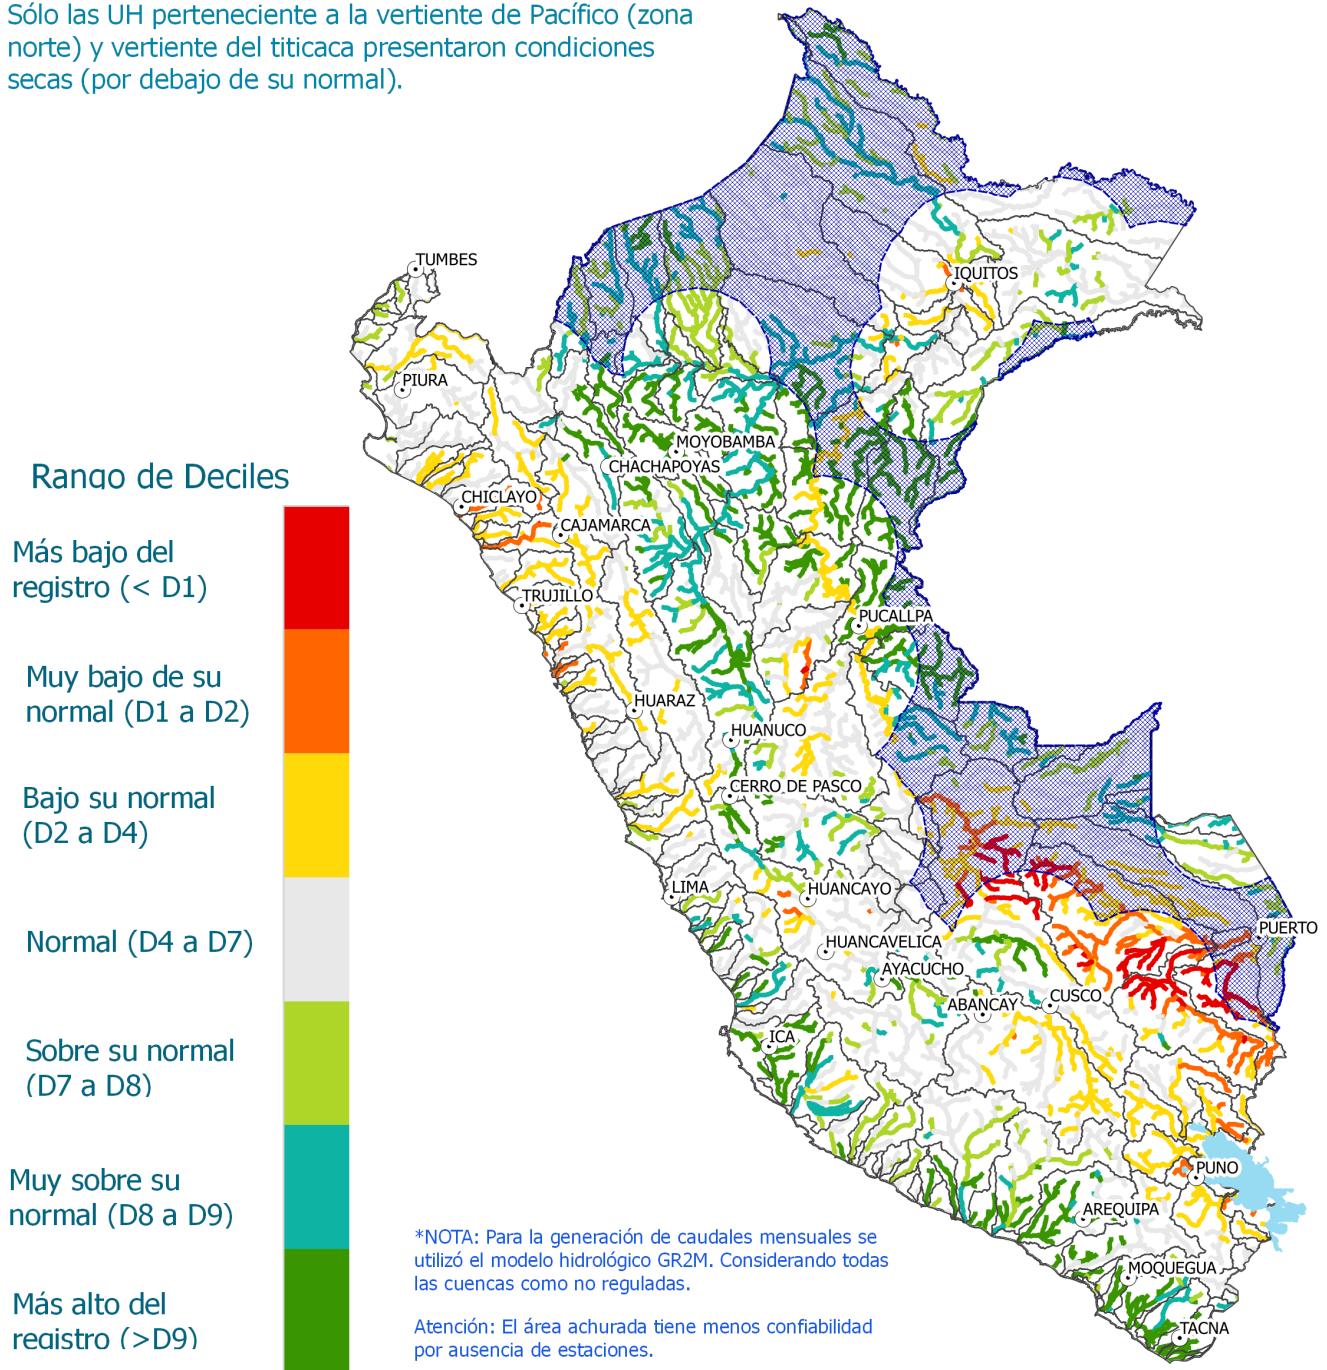 Sólo las UH perteneciente a la vertiente de Pacífico (zona
norte) y vertiente del titicaca presentaron condiciones
secas (por debajo de su normal).
TUMBES
IQUITOS
PIURA
MOYOBAMBA
CHACHAPOYAS
CHICLAYO
CAJAMARCA
TRUJILLO
PUCALLPA
HUARAZ
HUANUCO
CERRO DE PASCO
LIMA
HUANCAYO
PUERTO
HUANCAVELICA
AYACUCHO
ABANCAY
CUSCO
ICA
PUNO
AREQUIPA
MOQUEGUA
TACNA
Rango de Deciles
Más bajo del
registro (< D1)
Muy bajo de su
normal (D1 a D2)
Bajo su normal
(D2 a D4)
Normal (D4 a D7)
Sobre su normal
(D7 a D8)
Muy sobre su
normal (D8 a D9)
Más alto del
registro (>D9)
*NOTA: Para la generación de caudales mensuales se
utilizó el modelo hidrológico GR2M. Considerando todas
las cuencas como no reguladas.
Atención: El área achurada tiene menos confiabilidad
por ausencia de estaciones.